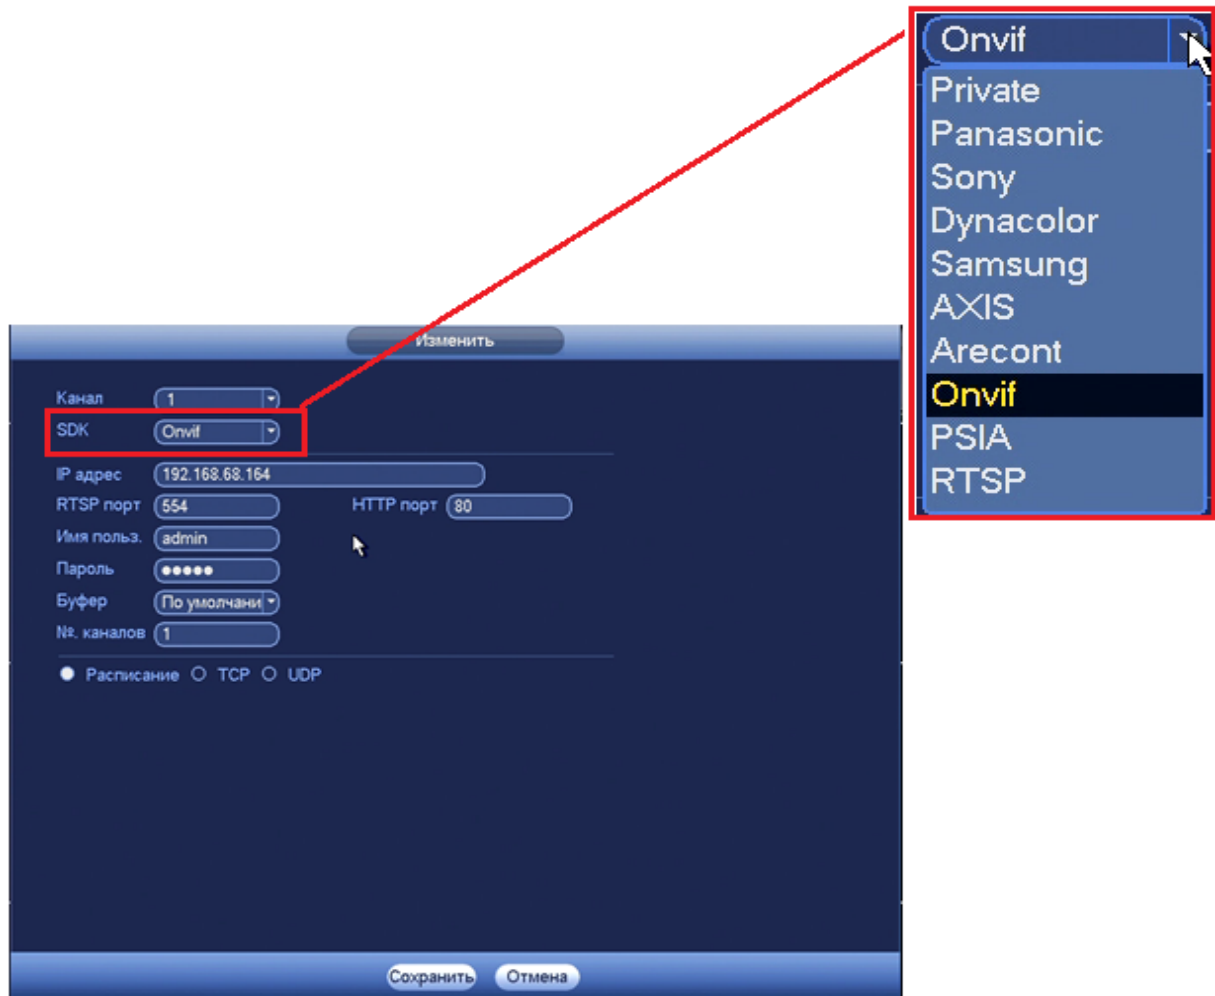 Onvif
Private
Panasonic
Sony
Dynacolor
Samsung
AXIS
Arecont
Onvif
PSIA
RTSP
Изменить
Канал 1
SDK Onvif
IP адрес 192.168.68.164
RTSP порт 554 HTTP порт 80
Имя польз. admin
Пароль •••••
Буфер По умолчани
№. каналов 1
Расписание TCP UDP
Сохранить Отмена